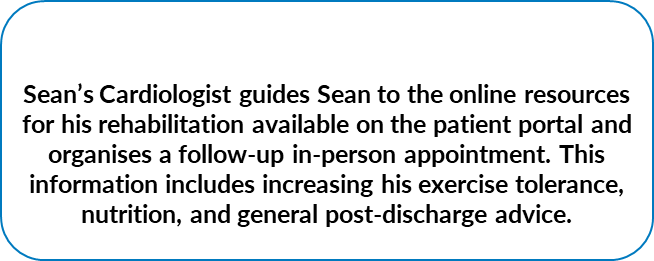 Sean’s Cardiologist guides Sean to the online resources
for his rehabilitation available on the patient portal and
organises a follow-up in-person appointment. This
information includes increasing his exercise tolerance,
nutrition, and general post-discharge advice.